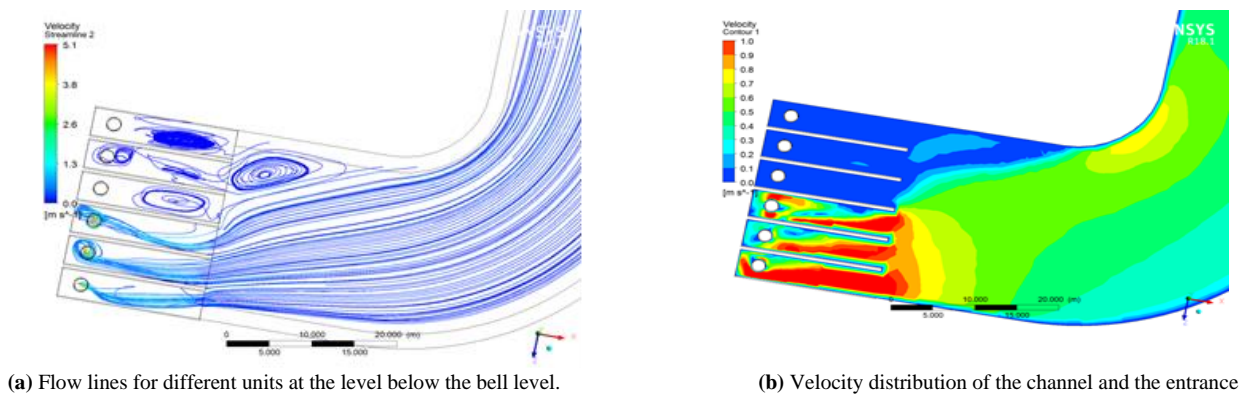 Velocity
Streamline 2
5.1
3.8
2.6
1.3
0.0
[m s^-1]
NSYS
R18.1
0
10.000
20.000
(m)
5.000
15.000
Velocity
Contour 1
1.0
0.9
0.8
0.7
0.6
0.5
0.4
0.3
0.2
0.1
0.0
[m s^-1]
NSYS
R18.1
0
10.000
20.000 (m)
5.000
15.000
(a) Flow lines for different units at the level below the bell level.
(b) Velocity distribution of the channel and the entrance